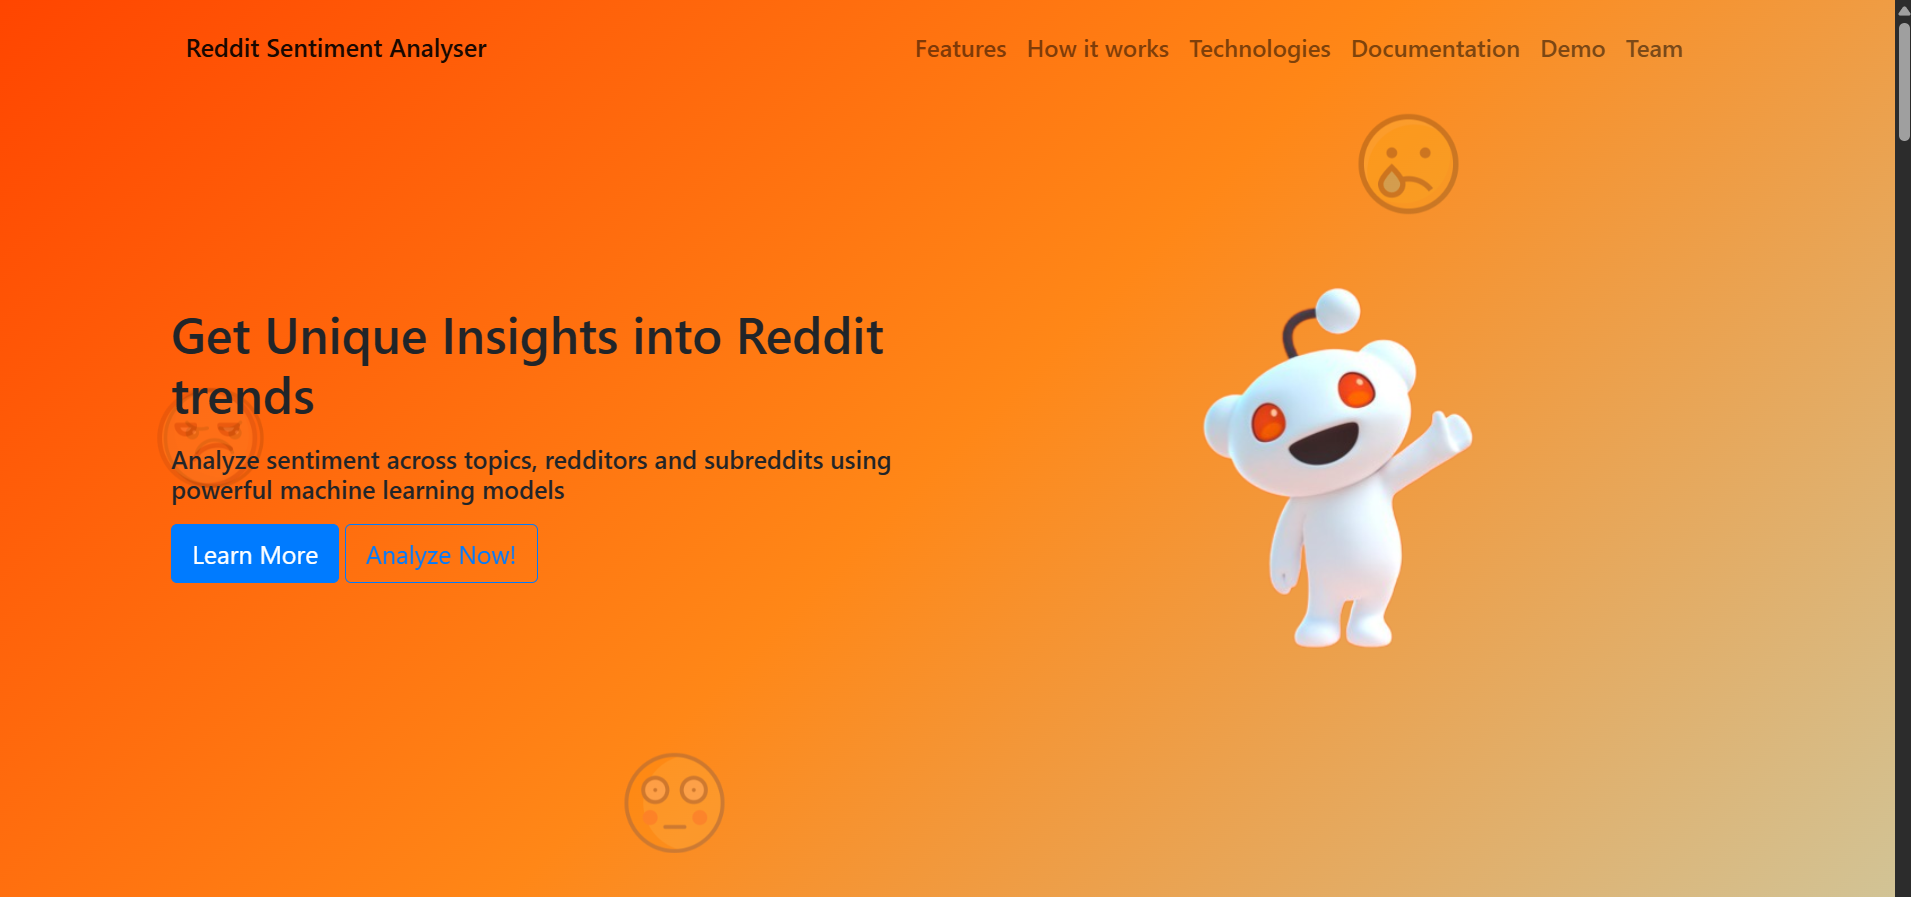 Reddit Sentiment Analyser
Features How it works Technologies Documentation Demo Team
Get Unique Insights into Reddit
trends
Analyze sentiment across topics, redditors and subreddits using
powerful machine learning models
Learn More Analyze Now!